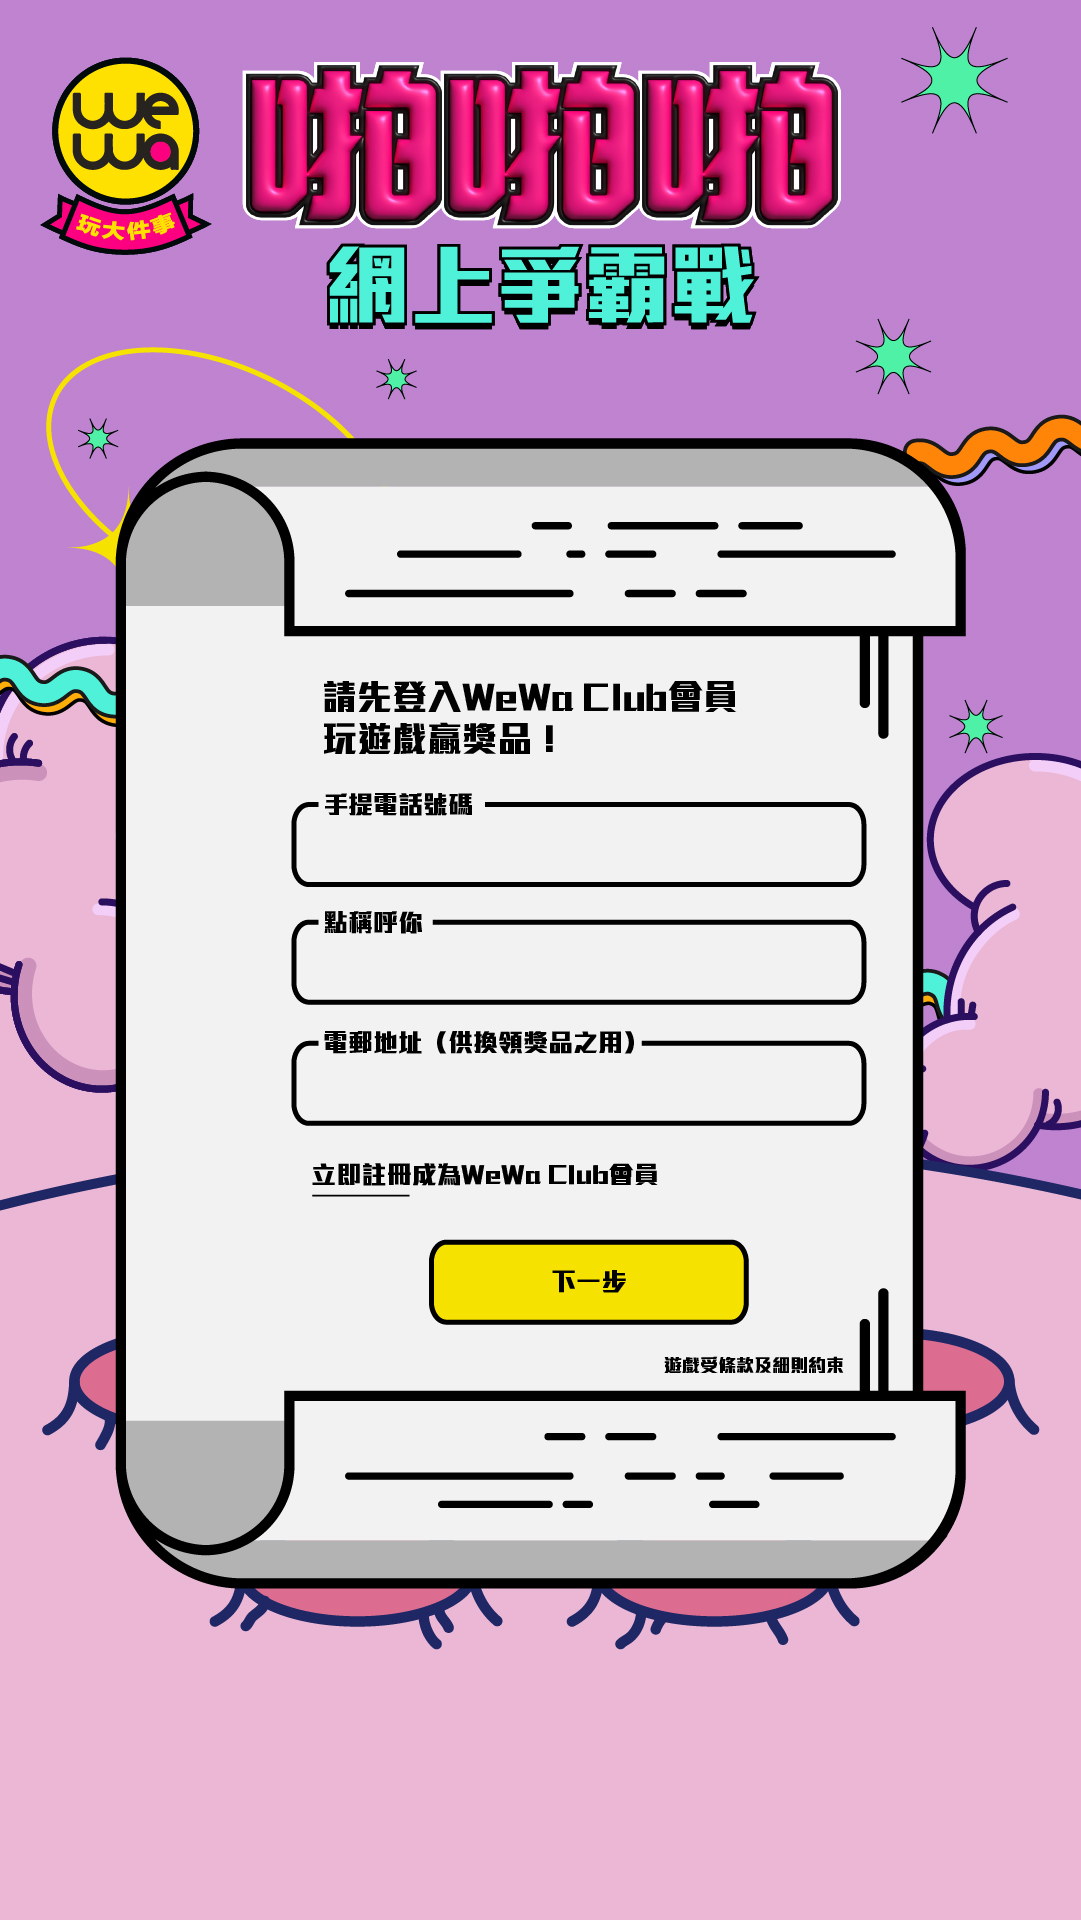 wewa
玩大件事
啪啪啪
網上爭霸戰
請先登入WeWa Club會員
玩遊戲贏獎品！
手提電話號碼
點稱呼你
電郵地址（供換領獎品之用）
立即註冊成為WeWa Club會員
下一步
遊戲受條款及細則約束